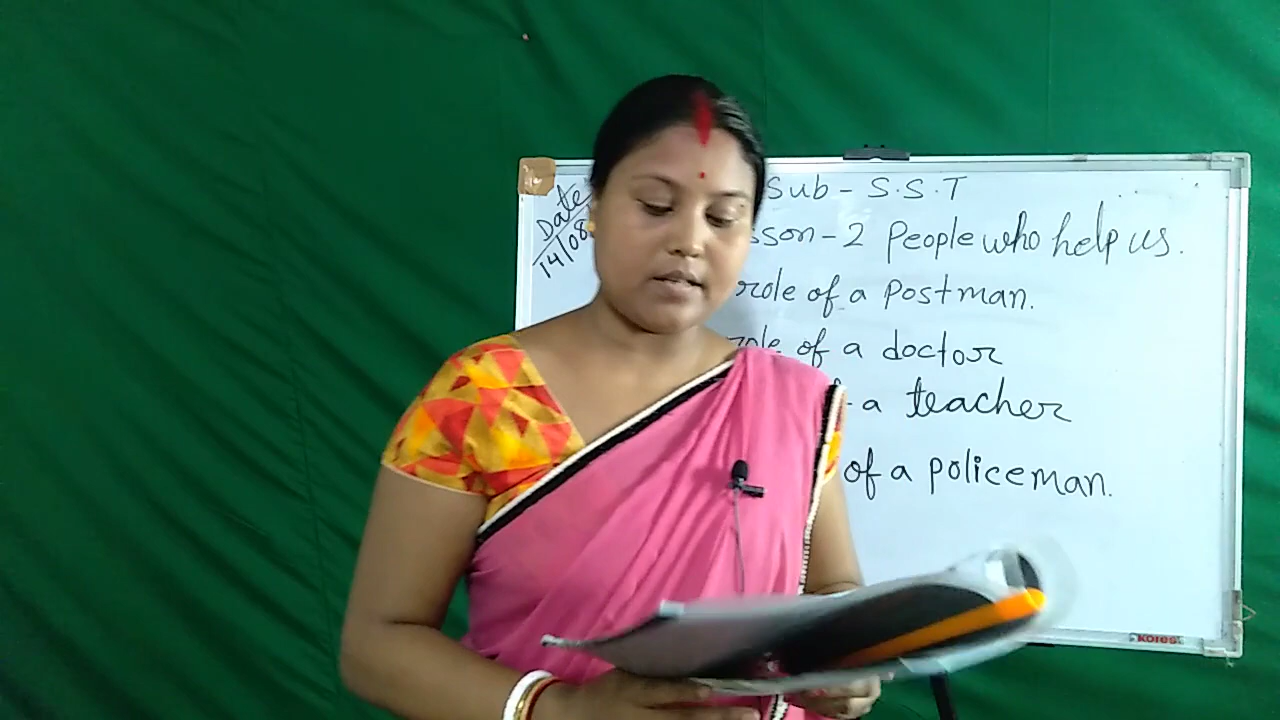 Date
14/08
Sub - S.S.T
sson - 2 People who help us.
role of a postman.
role of a doctor
a teacher
of a policeman.
KORES